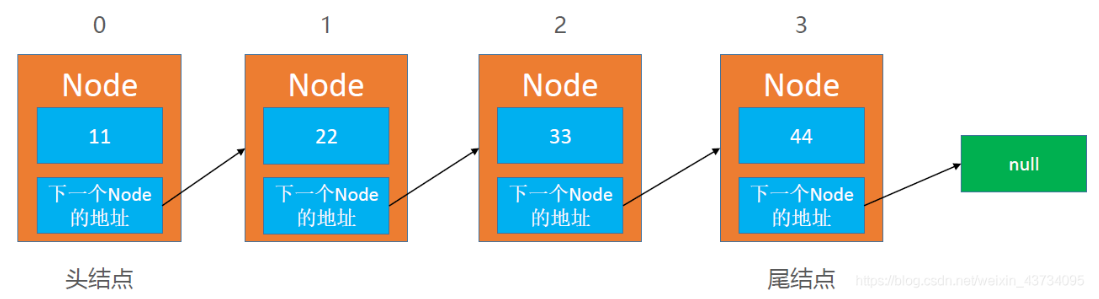 0 1 2 3
Node Node Node Node
11 22 33 44
null
下一个Node 下一个Node 下一个Node 下一个Node
的地址 的地址 的地址 的地址
头结点 尾结点 https://blog.csdn.net/weixin_43734095